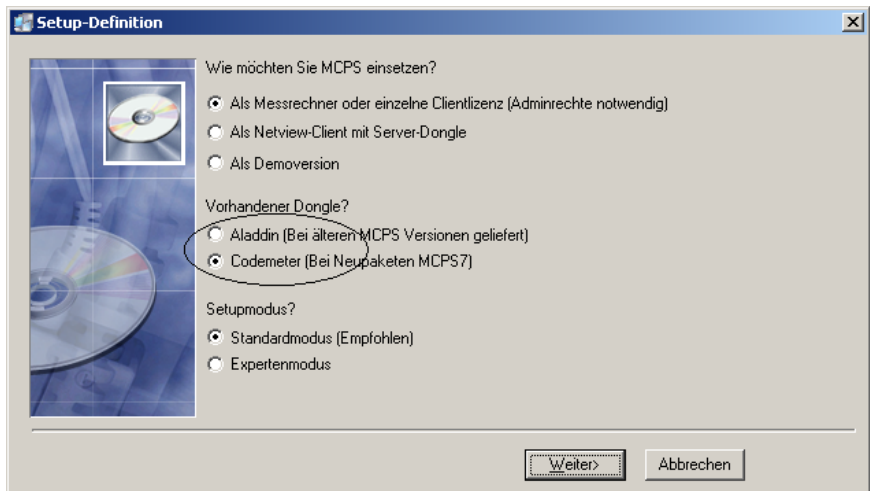 Setup-Definition
Wie möchten Sie MCPS einsetzen?
Als Messrechner oder einzelne Clientlizenz (Adminrechte notwendig)
Als Netview-Client mit Server-Dongle
Als Demoversion
Vorhandener Dongle?
Aladdin (Bei älteren MCPS Versionen geliefert)
Codemeter (Bei Neupaketen MCPS7)
Setupmodus?
Standardmodus (Empfohlen)
Expertenmodus
Weiter> Abbrechen